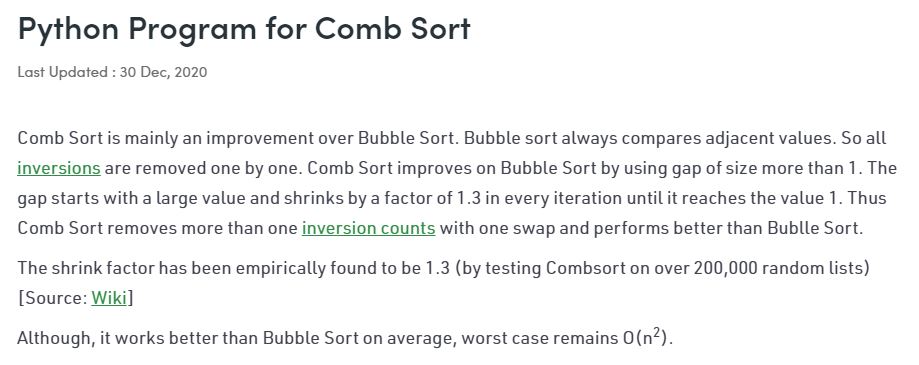 Python Program for Comb Sort
Last Updated : 30 Dec, 2020
Comb Sort is mainly an improvement over Bubble Sort. Bubble sort always compares adjacent values. So all
inversions are removed one by one. Comb Sort improves on Bubble Sort by using gap of size more than 1. The
gap starts with a large value and shrinks by a factor of 1.3 in every iteration until it reaches the value 1. Thus
Comb Sort removes more than one inversion counts with one swap and performs better than Bublle Sort.
The shrink factor has been empirically found to be 1.3 (by testing Combsort on over 200,000 random lists)
[Source: Wiki]
Although, it works better than Bubble Sort on average, worst case remains O(n²).